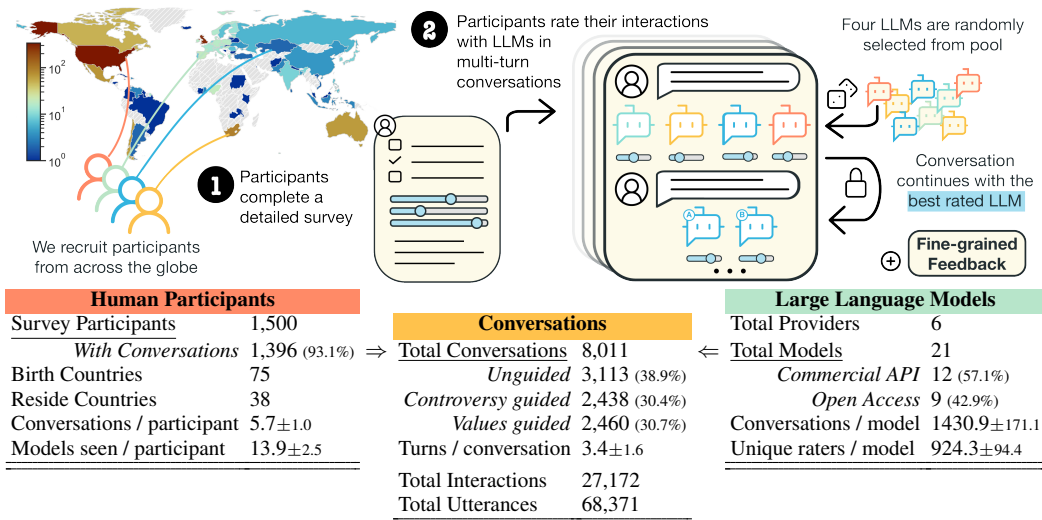 10²
10¹
10⁰
1
Participants
complete a
detailed survey
We recruit participants
from across the globe
2
Participants rate their interactions
with LLMs in
multi-turn
conversations
A
B
Four LLMs are randomly
selected from pool
Conversation
continues with the
best rated LLM
Fine-grained
Feedback
Human Participants
Survey Participants 1,500
With Conversations 1,396 (93.1%) ⇒
Birth Countries 75
Reside Countries 38
Conversations / participant 5.7±1.0
Models seen / participant 13.9±2.5
Conversations
Total Conversations 8,011
Unguided 3,113 (38.9%)
Controversy guided 2,438 (30.4%)
Values guided 2,460 (30.7%)
Turns / conversation 3.4±1.6
Total Interactions 27,172
Total Utterances 68,371
Large Language Models
Total Providers 6
⇐ Total Models 21
Commercial API 12 (57.1%)
Open Access 9 (42.9%)
Conversations / model 1430.9±171.1
Unique raters / model 924.3±94.4